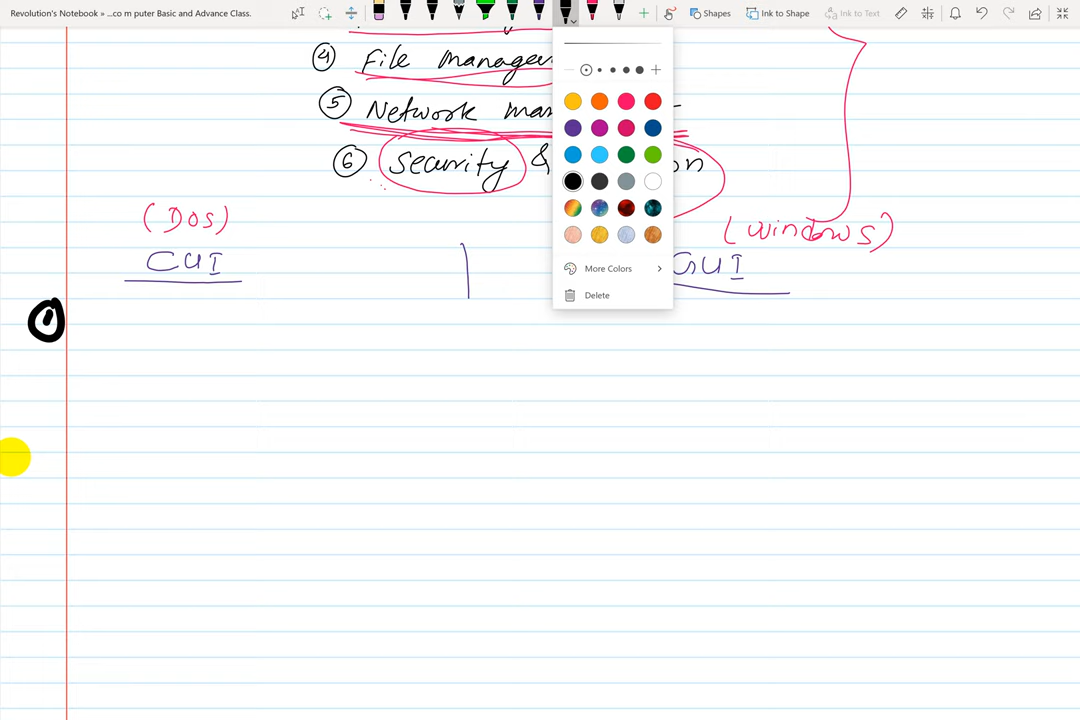 Revolution's Notebook » ...co m puter Basic and Advance Class.
Shapes
Ink to Shape
Ink to Text
④ File managem
⑤ Network man
⑥ Security &
(DOS)
(windows)
CUI
GUI
①
More Colors
Delete